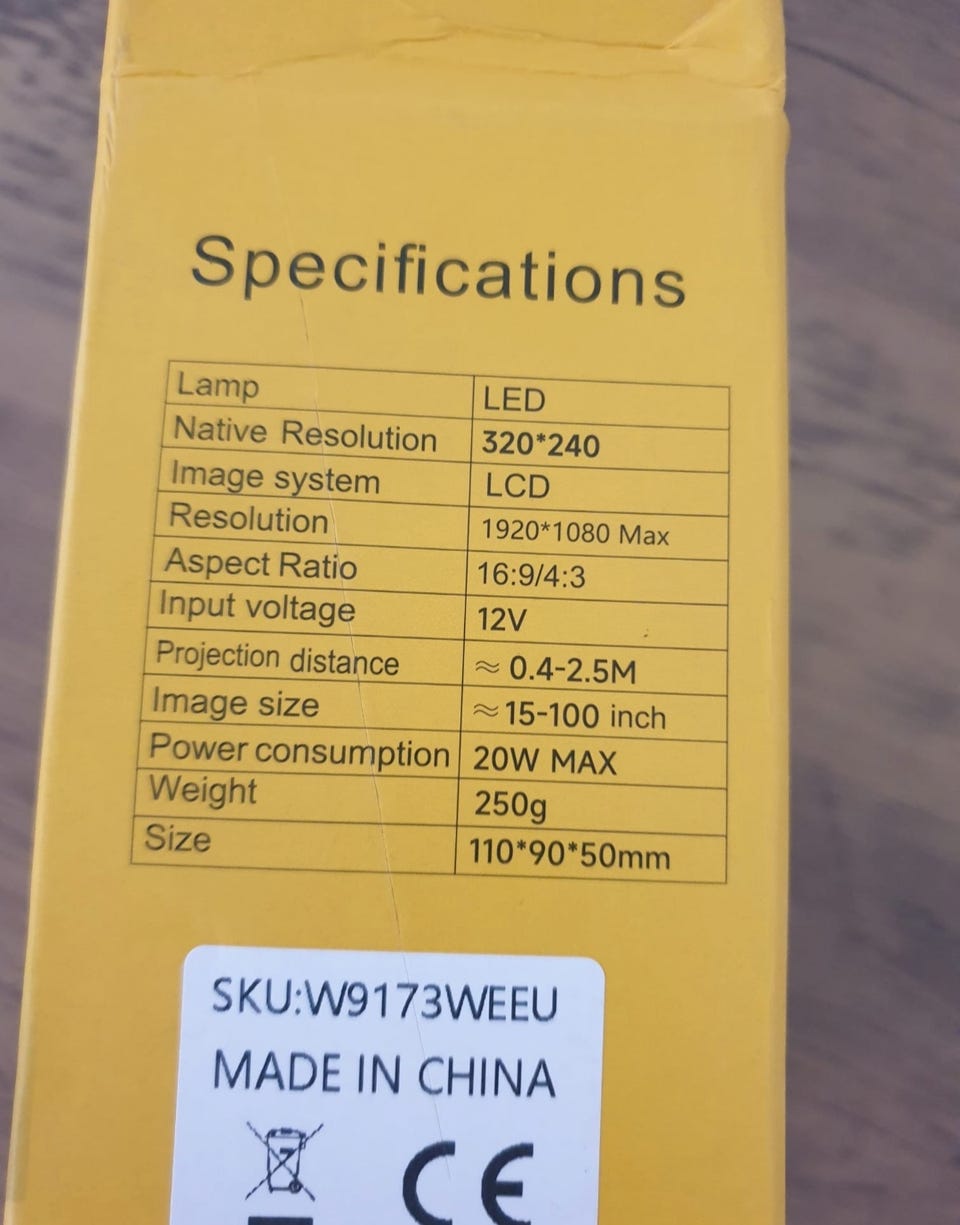 Specifications
Lamp LED
Native Resolution 320*240
Image system LCD
Resolution 1920*1080 Max
Aspect Ratio 16:9/4:3
Input voltage 12V
Projection distance ≈ 0.4-2.5M
Image size ≈15-100 inch
Power consumption 20W MAX
Weight 250g
Size 110*90*50mm
SKU:W9173WEEU
MADE IN CHINA
CE